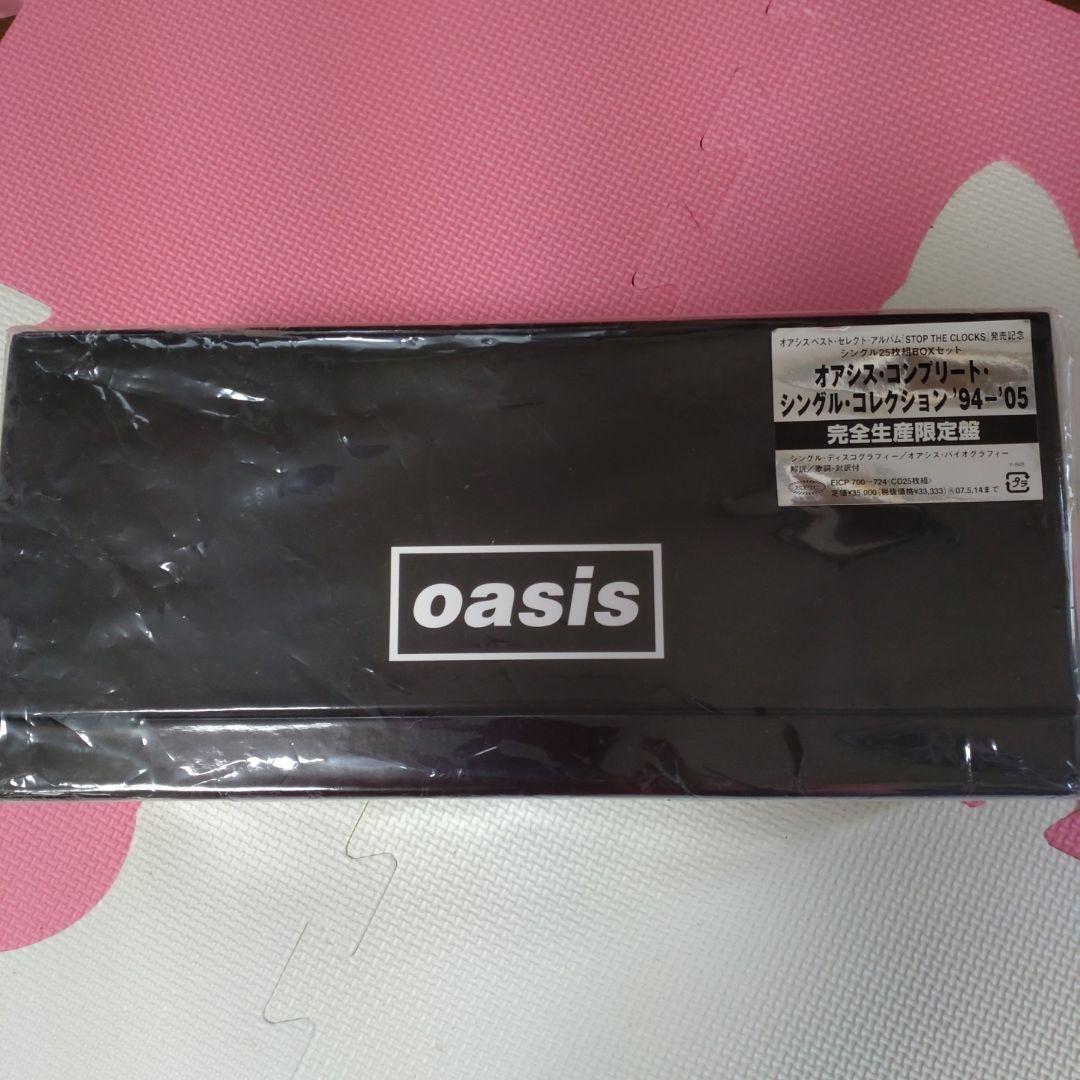 オアシスベスト・セレクト・アルバム「STOP THE CLOCKS」発売記念
シングル25枚組BOXセット
オアシス・コンプリート・
シングル・コレクション '94-'05
完全生産限定盤
シングル・ディスコグラフィー/オアシス・バイオグラフィー
解説/歌詞・対訳付
Y-848
EICP 700-724 (CD25枚組)
定価¥35,000(税抜価格¥33,333) 07.5.14まで
プラ
oasis